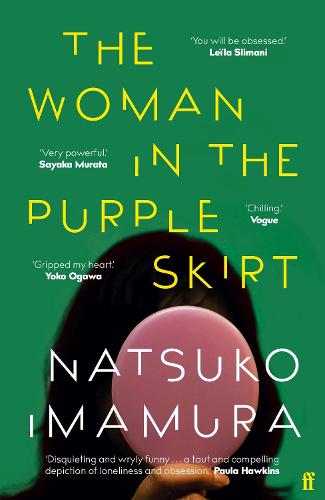 THE
'You will be obsessed.'
Leïla Slimani
WOMAN
'Very powerful.'
Sayaka Murata
IN THE
PURPLE
'Chilling.'
Vogue
'Gripped my heart.'
Yoko Ogawa
SKIRT
NATSUKO
IMAMURA
'Disquieting and wryly funny . . . a taut and compelling
depiction of loneliness and obsession.' Paula Hawkins
ff